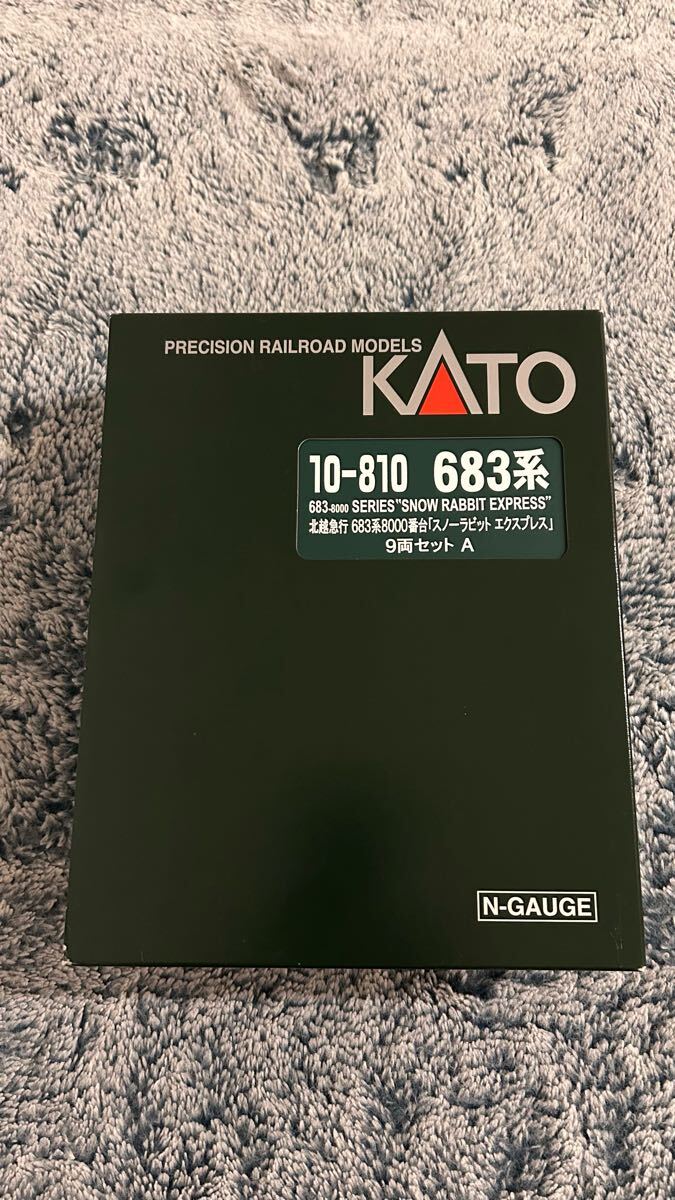 PRECISION RAILROAD MODELS
KATO
10-810 683系
683-8000 SERIES "SNOW RABBIT EXPRESS"
北越急行 683系8000番台「スノーラビット エクスプレス」
9両セット A
N-GAUGE